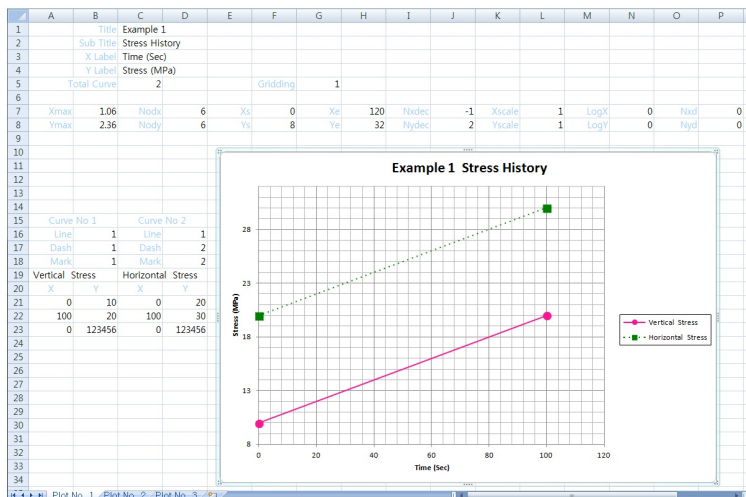 A B C D E F G H I J K L M N O P
1 Title Example 1
2 Sub Title Stress History
3 X Label Time (Sec)
4 Y Label Stress (MPa)
5 Total Curve 2 Gridding 1
6
7 Xmax 1.06 Nodx 6 Xs 0 Xe 120 Nxdec -1 Xscale 1 LogX 0 Nxd 0
8 Ymax 2.36 Nody 6 Ys 8 Ye 32 Nydec 2 Yscale 1 LogY 0 Nyd 0
9
10
11
12
13
14
15 Curve No 1 Curve No 2
16 Line 1 Line 1
17 Dash 1 Dash 2
18 Mark 1 Mark 2
19 Vertical Stress Horizontal Stress
20 X Y X Y
21 0 10 0 20
22 100 20 100 30
23 0 123456 0 123456
24
25
26
27
28
29
30
31
32
33
34
Example 1 Stress History
Stress (MPa)
28
23
18
13
8
0 20 40 60 80 100 120
Time (Sec)
Vertical Stress
Horizontal Stress
Plot No. 1 Plot No. 2 Plot No. 3